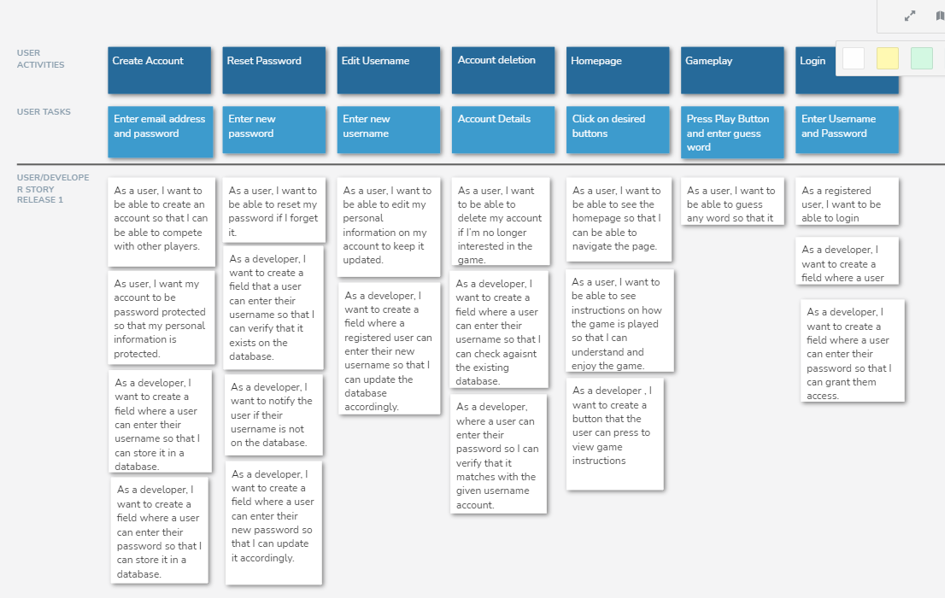 USER
ACTIVITIES
Create Account
Reset Password
Edit Username
Account deletion
Homepage
Gameplay
Login
USER TASKS
Enter email address
and password
Enter new
password
Enter new
username
Account Details
Click on desired
buttons
Press Play Button
and enter guess
word
Enter Username
and Password
USER/DEVELOPE
R STORY
RELEASE 1
As a user, I want to
be able to create an
account so that I can
be able to compete
with other players.
As user, I want my
account to be
password protected
so that my personal
information is
protected.
As a developer, I
want to create a
field where a user
can enter their
username so that I
can store it in a
database.
As a developer, I
want to create a
field where a user
can enter their
password so that I
can store it in a
database.
As a user, I want to
be able to reset my
password if I forget
it.
As a developer, I
want to create a
field that a user
can enter their
username so that I
can verify that it
exists on the
database.
As a developer, I
want to notify the
user if their
username is not
on the database.
As a developer, I
want to create a
field where a user
can enter their
new password so
that I can update
it accordingly.
As a user, I want to
be able to edit my
personal
information on my
account to keep it
updated.
As a developer, I
want to create a
field where a
registered user can
enter their new
username so that I
can update the
database
accordingly.
As a user, I want
to be able to
delete my account
if I'm no longer
interested in the
game.
As a developer, I
want to create a
field where a user
can enter their
username so that I
can check agaisnt
the existing
database.
As a developer,
where a user can
enter their
password so I can
verify that it
matches with the
given username
account.
As a user, I want to
be able to see the
homepage so that I
can be able to
navigate the page.
As a user, I want to
be able to see
instructions on how
the game is played
so that I can
understand and
enjoy the game.
As a developer , I
want to create a
button that the
user can press to
view game
instructions
As a user, I want to
be able to guess
any word so that it
As a registered
user, I want to be
able to login
As a developer, I
want to create a
field where a user
As a developer, I
want to create a
field where a user
can enter their
password so that I
can grant them
access.